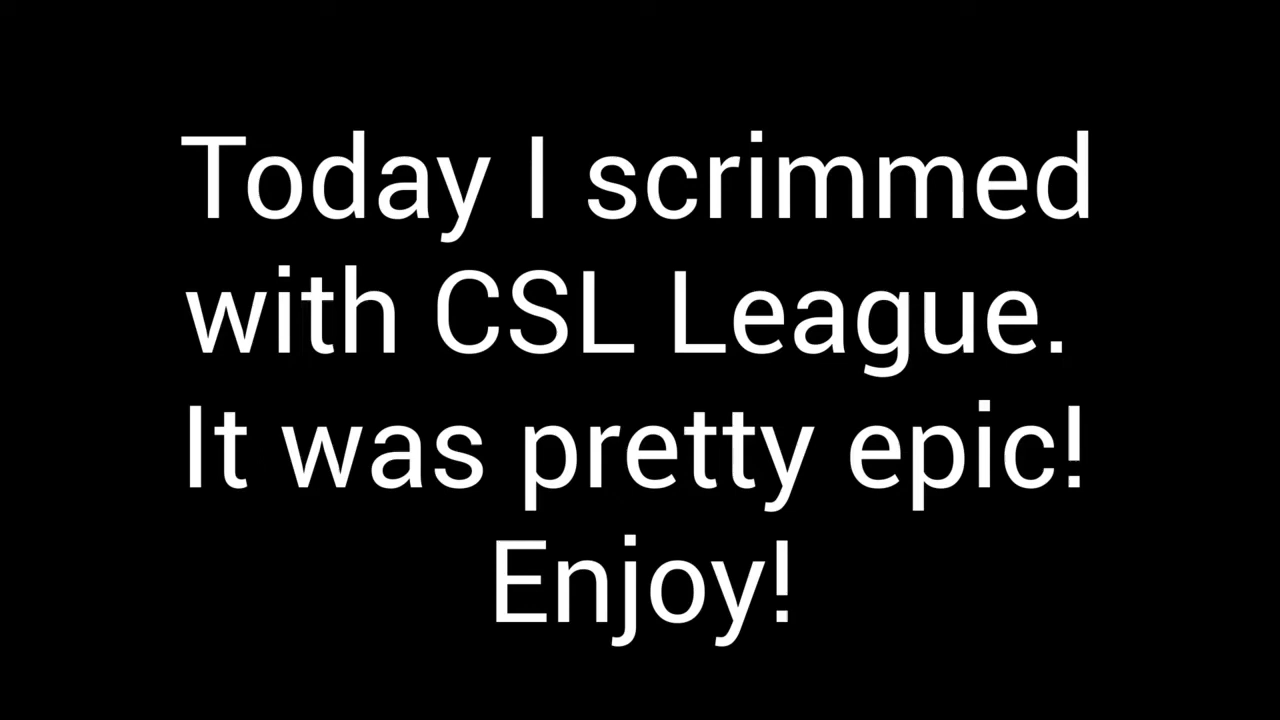 Today I scrimmed
with CSL League.
It was pretty epic!
Enjoy!